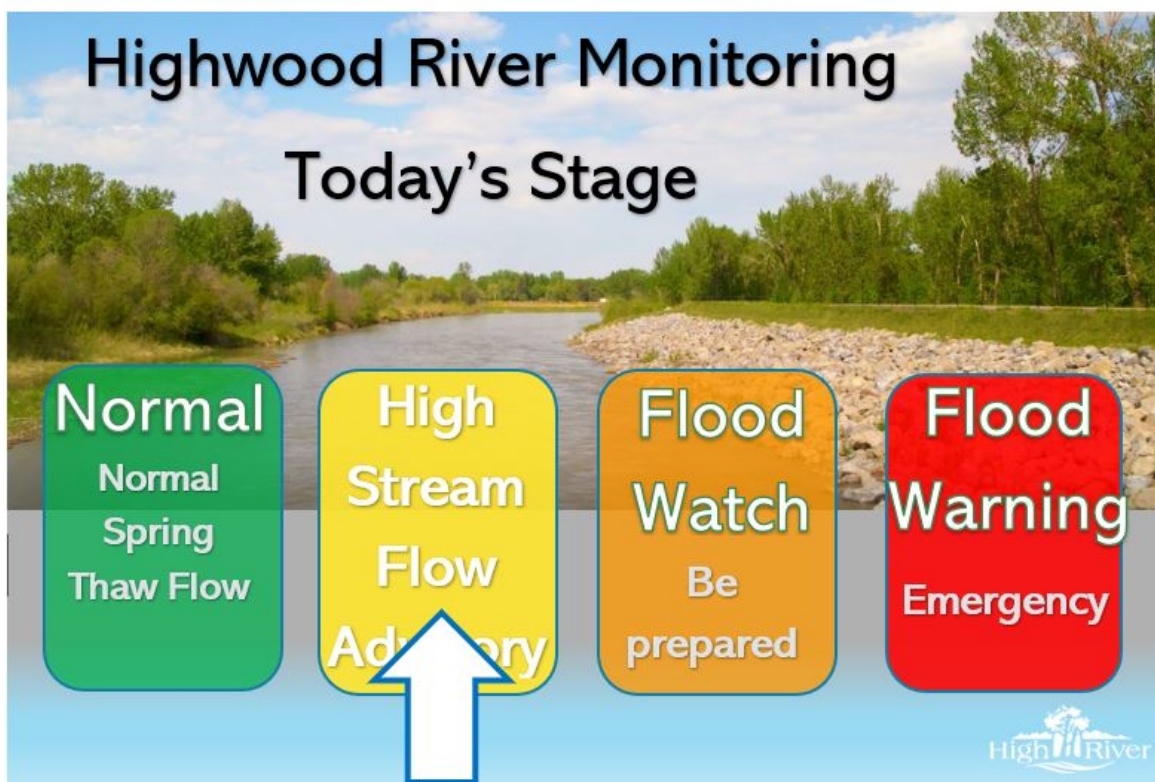 Highwood River Monitoring
Today's Stage
Normal
Normal
Spring
Thaw Flow
High
Stream
Flow
Advisory
Flood
Watch
Be
prepared
Flood
Warning
Emergency
High River